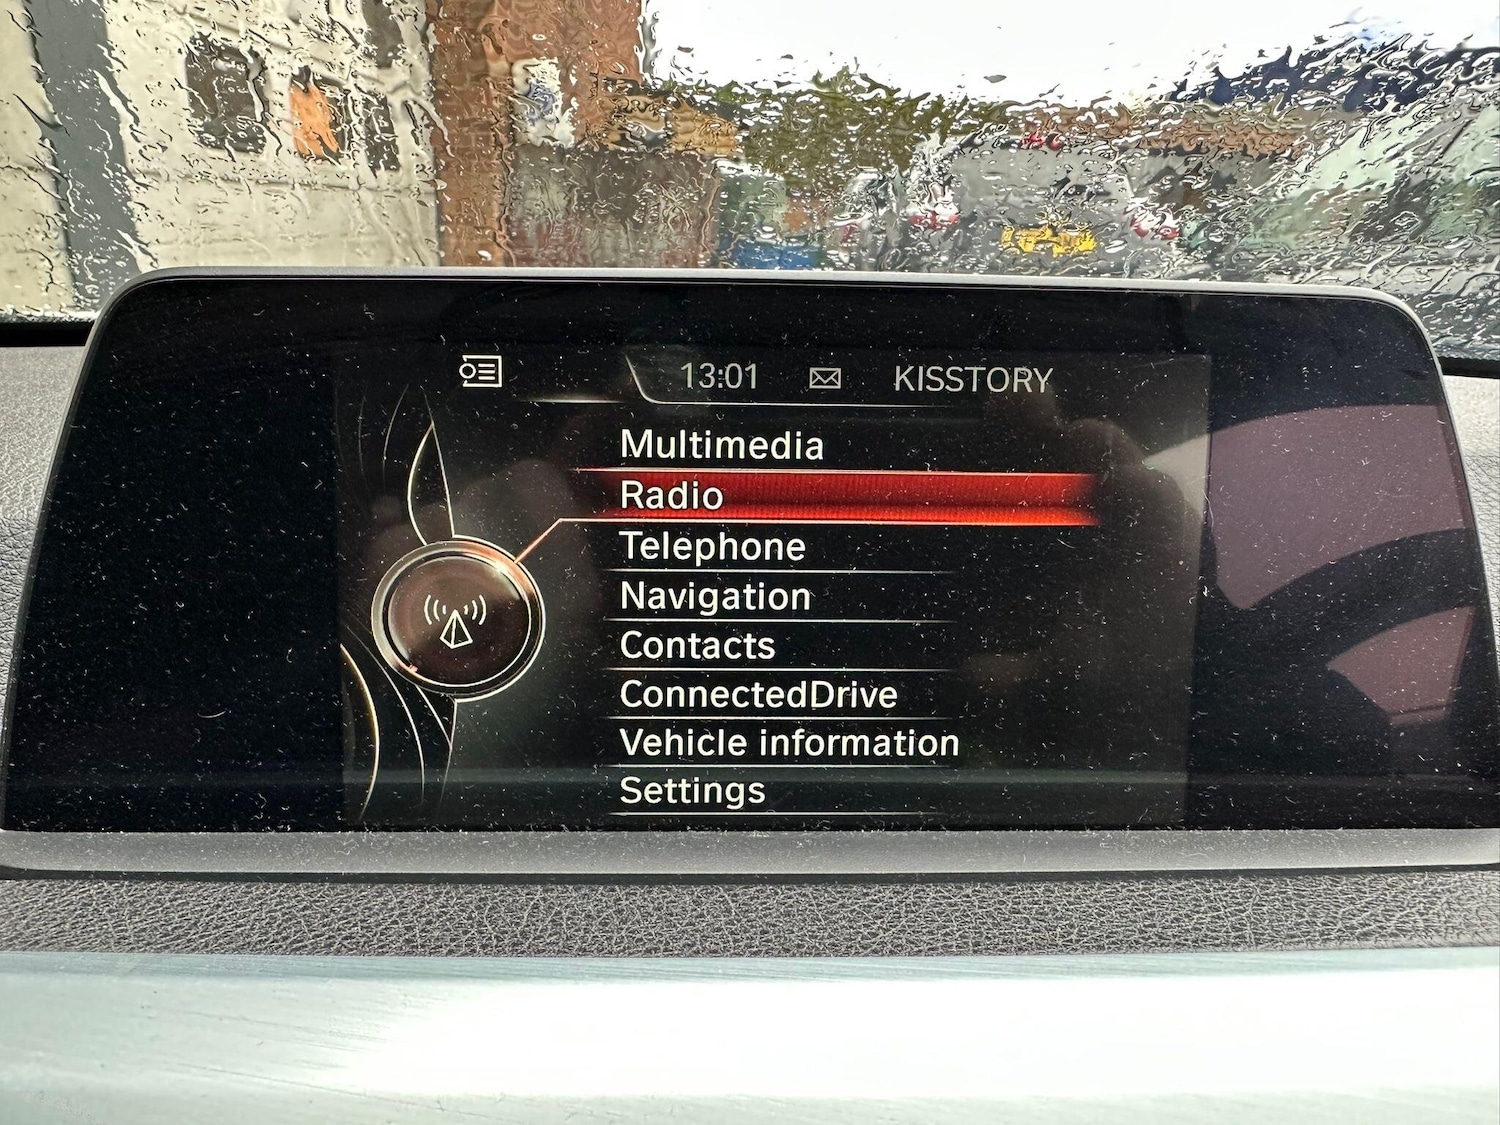 13:01 KISSTORY
Multimedia
Radio
Telephone
Navigation
Contacts
ConnectedDrive
Vehicle information
Settings